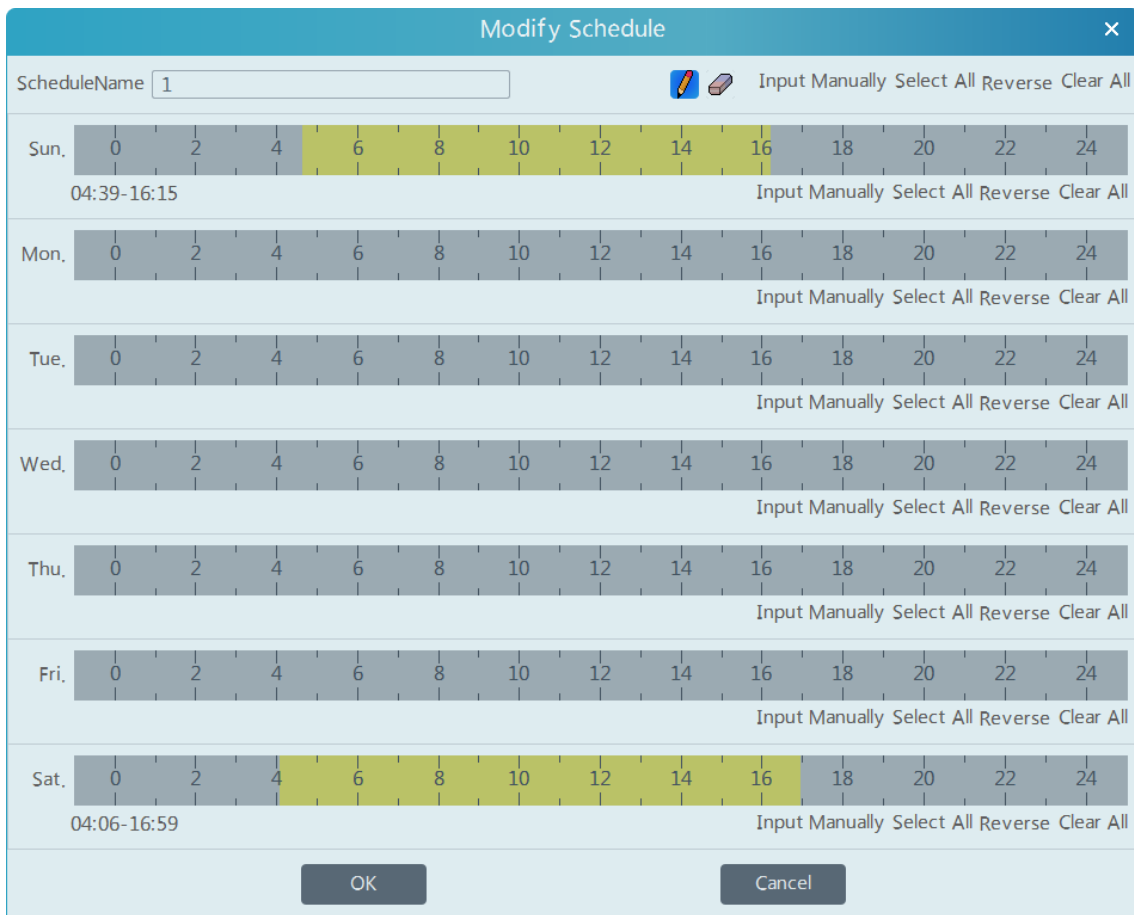 Modify Schedule ×
ScheduleName 1 Input Manually Select All Reverse Clear All
Sun. 0 2 4 6 8 10 12 14 16 18 20 22 24
04:39-16:15 Input Manually Select All Reverse Clear All
Mon. 0 2 4 6 8 10 12 14 16 18 20 22 24
Input Manually Select All Reverse Clear All
Tue. 0 2 4 6 8 10 12 14 16 18 20 22 24
Input Manually Select All Reverse Clear All
Wed. 0 2 4 6 8 10 12 14 16 18 20 22 24
Input Manually Select All Reverse Clear All
Thu. 0 2 4 6 8 10 12 14 16 18 20 22 24
Input Manually Select All Reverse Clear All
Fri. 0 2 4 6 8 10 12 14 16 18 20 22 24
Input Manually Select All Reverse Clear All
Sat. 0 2 4 6 8 10 12 14 16 18 20 22 24
04:06-16:59 Input Manually Select All Reverse Clear All
OK Cancel